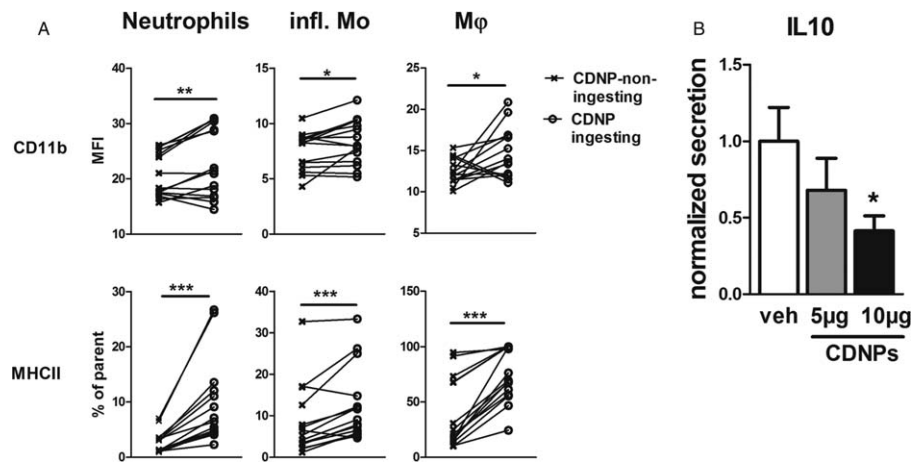 A
Neutrophils
infl. Mo
Mφ
B
IL10
CD11b
MFI
40
30
20
10
**
15
10
5
0
*
25
20
15
10
5
*
CDNP-non-
ingesting
CDNP
ingesting
normalized secretion
1.5
1.0
0.5
0.0
*
veh
5µg
10µg
CDNPs
MHCII
% of parent
30
20
10
0
***
40
30
20
10
0
***
150
100
50
0
***